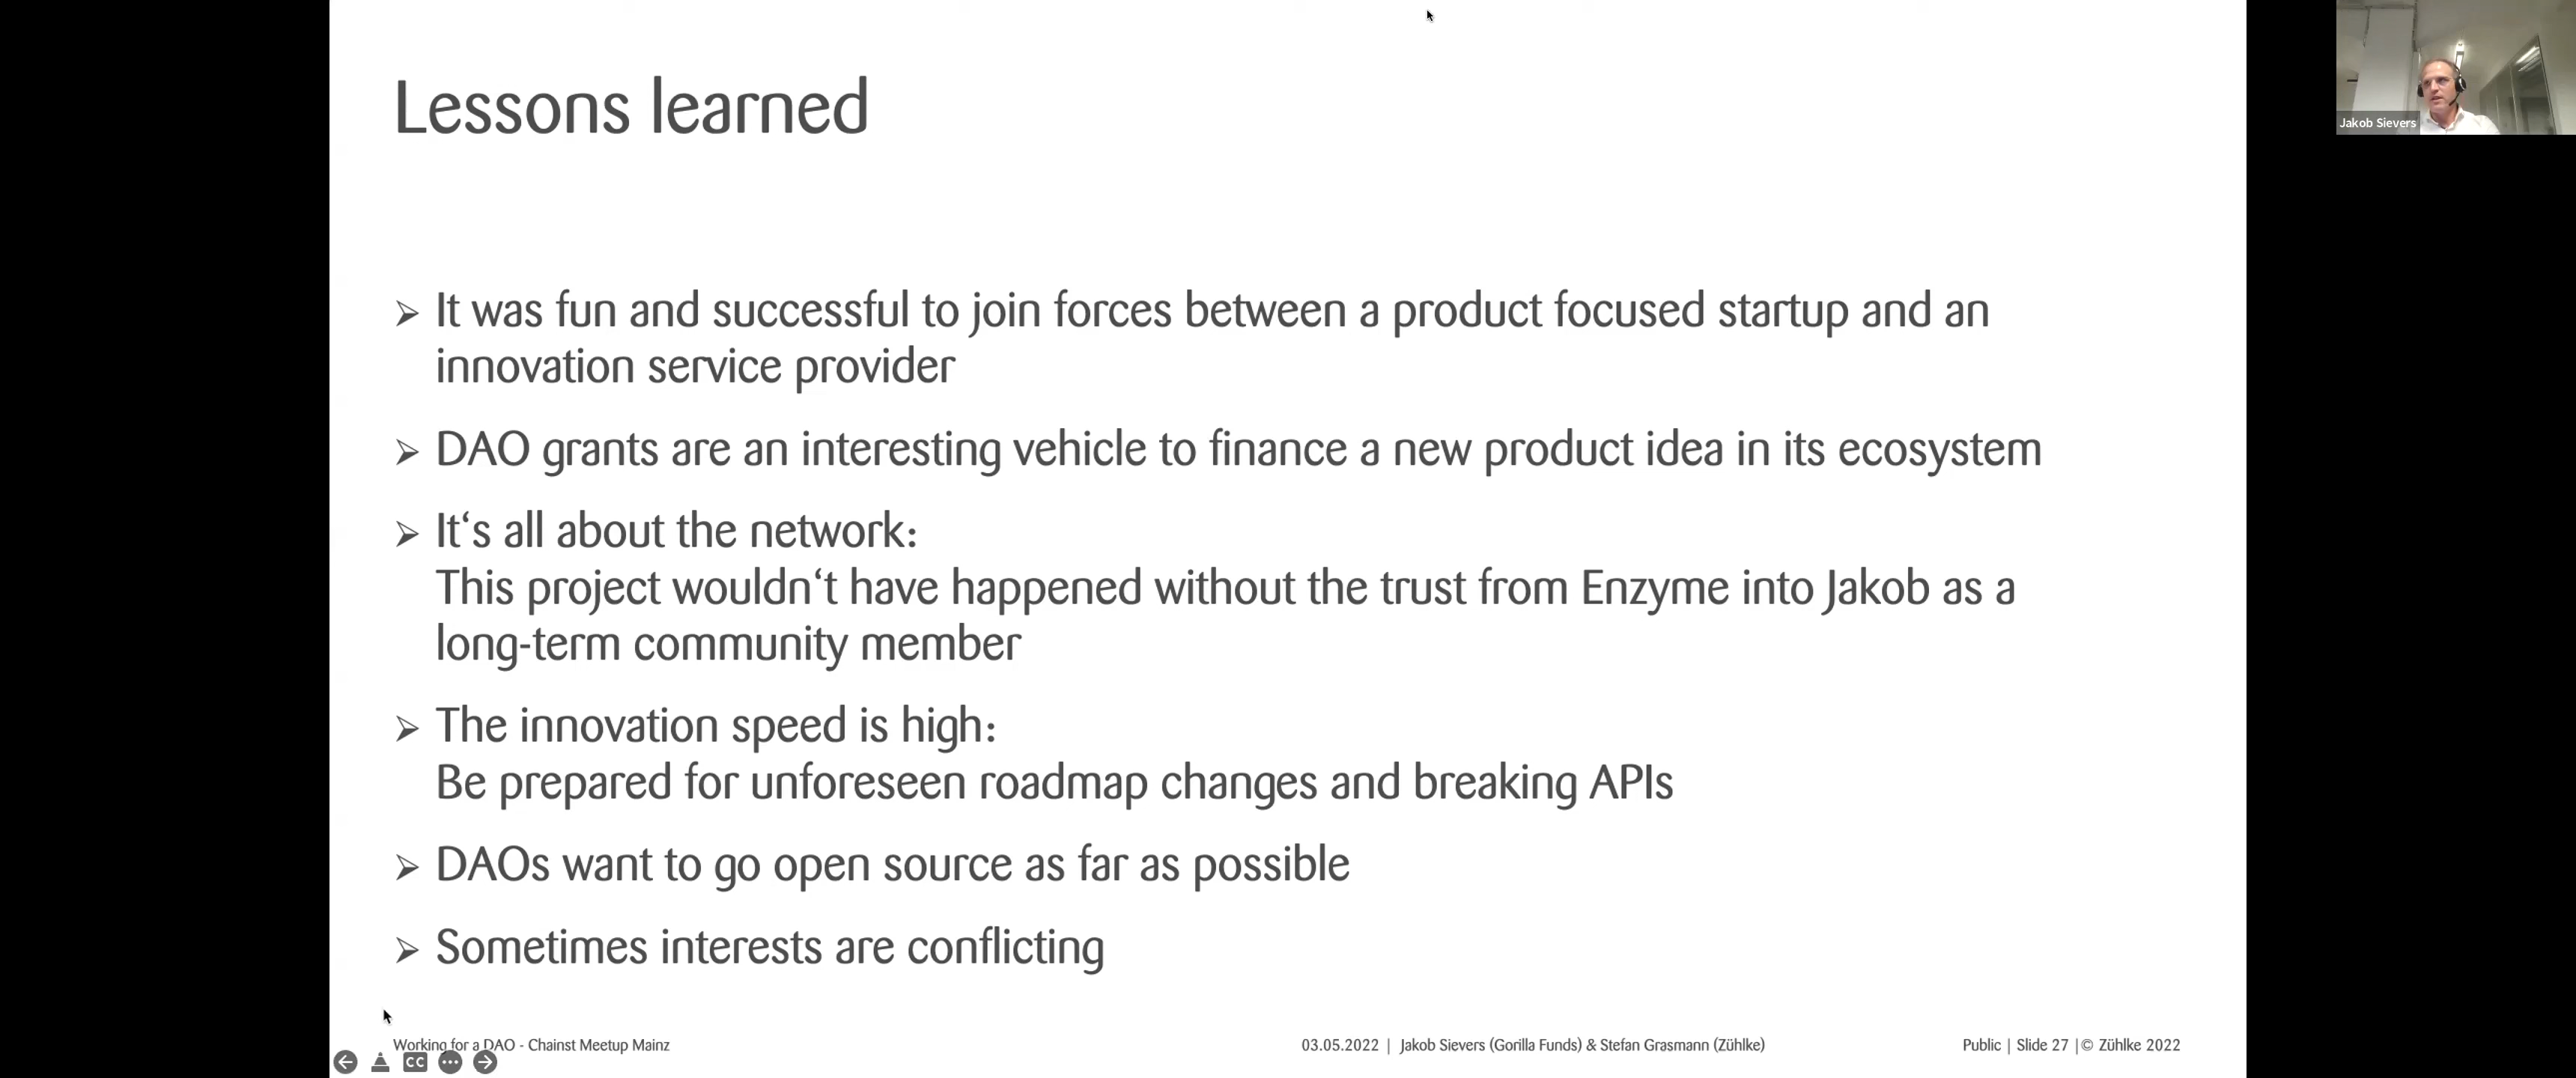 Lessons learned
Jakob Sievers
➢ It was fun and successful to join forces between a product focused startup and an
innovation service provider
➢ DAO grants are an interesting vehicle to finance a new product idea in its ecosystem
➢ It‘s all about the network:
This project wouldn‘t have happened without the trust from Enzyme into Jakob as a
long-term community member
➢ The innovation speed is high:
Be prepared for unforeseen roadmap changes and breaking APIs
➢ DAOs want to go open source as far as possible
➢ Sometimes interests are conflicting
Working for a DAO - Chainst Meetup Mainz
03.05.2022 | Jakob Sievers (Gorilla Funds) & Stefan Grasmann (Zühlke)
Public | Slide 27 | © Zühlke 2022
CC